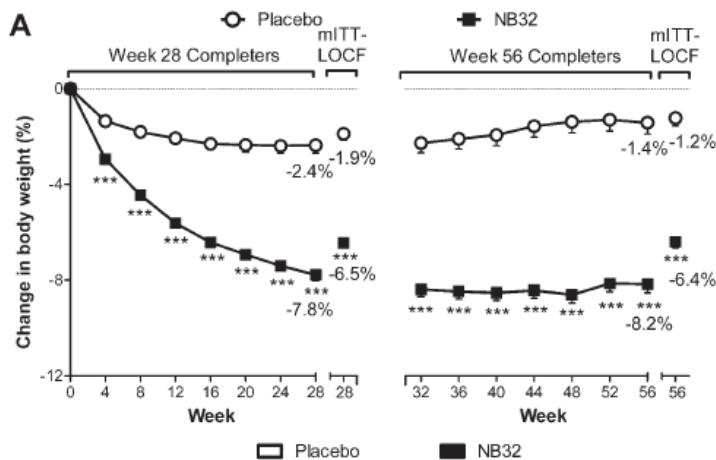 A
Placebo NB32
Week 28 Completers
mITT-
LOCF
Week 56 Completers
mITT-
LOCF
Change in body weight (%)
0
-4
-8
-12
-2.4%
-1.9%
***
***
***
***
***
***
***
-7.8%
***
-6.5%
-1.4%
-1.2%
***
***
***
***
***
***
***
-8.2%
***
-6.4%
0 4 8 12 16 20 24 28 28
32 36 40 44 48 52 56 56
Week Week
Placebo NB32